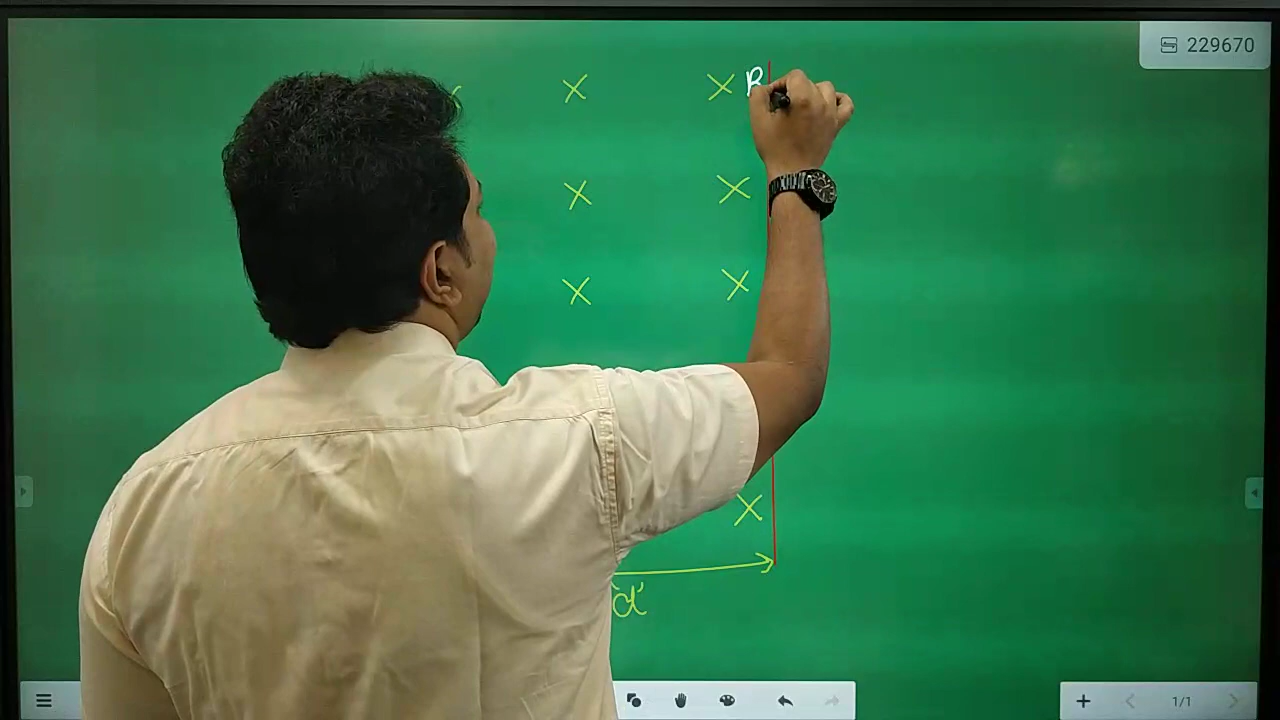 229670
× × B
× ×
× ×
×
d
1/1